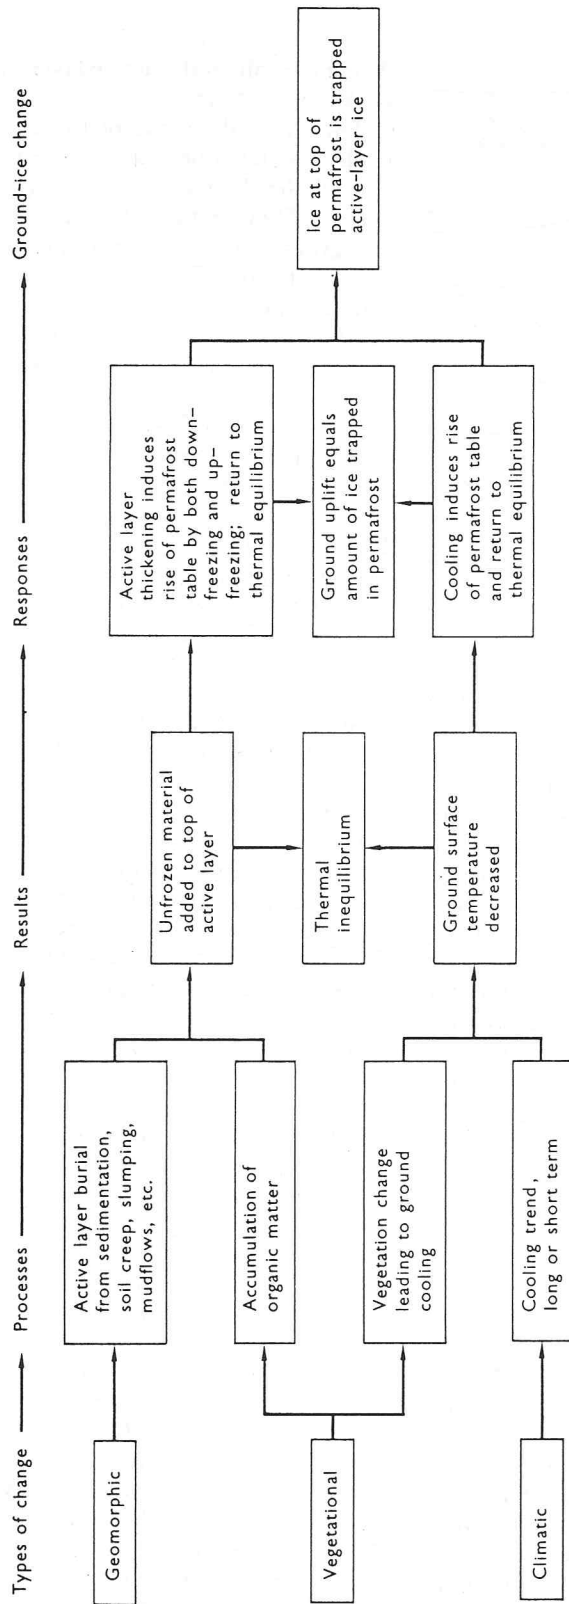 Types of change
Processes
Results
Responses
Ground-ice change
Geomorphic
Vegetational
Climatic
Active layer burial
from sedimentation,
soil creep, slumping,
mudflows, etc.
Accumulation of
organic matter
Vegetation change
leading to ground
cooling
Cooling trend,
long or short term
Unfrozen material
added to top of
active layer
Thermal
inequilibrium
Ground surface
temperature
decreased
Active layer
thickening induces
rise of permafrost
table by both down-
freezing and up-
freezing; return to
thermal equilibrium
Ground uplift equals
amount of ice trapped
in permafrost
Cooling induces rise
of permafrost table
and return to
thermal equilibrium
Ice at top of
permafrost is trapped
active-layer ice